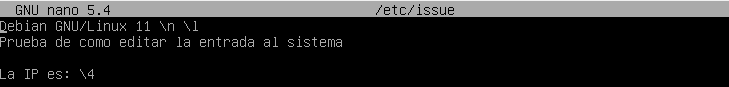 GNU nano 5.4 /etc/issue
Debian GNU/Linux 11 \n \l
Prueba de como editar la entrada al sistema
La IP es: \4